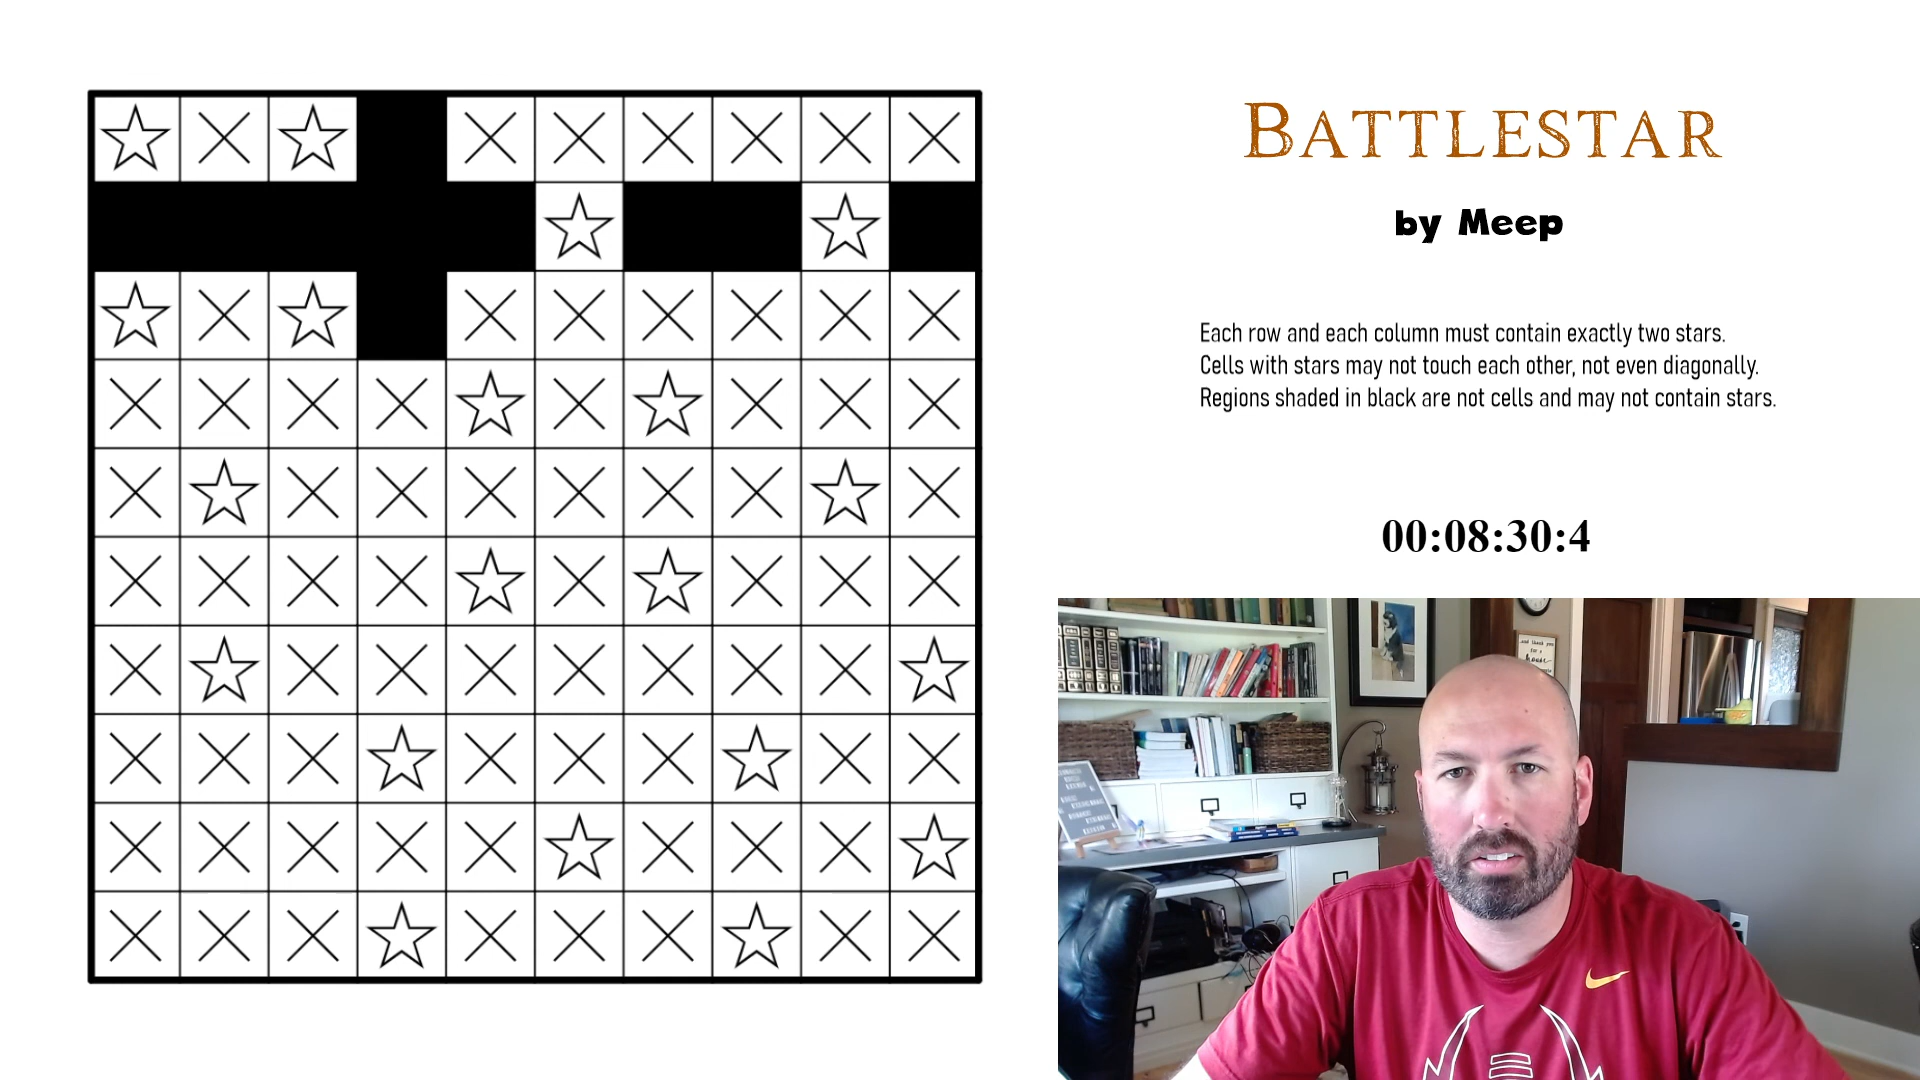 BATTLESTAR
by Meep
Each row and each column must contain exactly two stars.
Cells with stars may not touch each other, not even diagonally.
Regions shaded in black are not cells and may not contain stars.
00:08:30:4